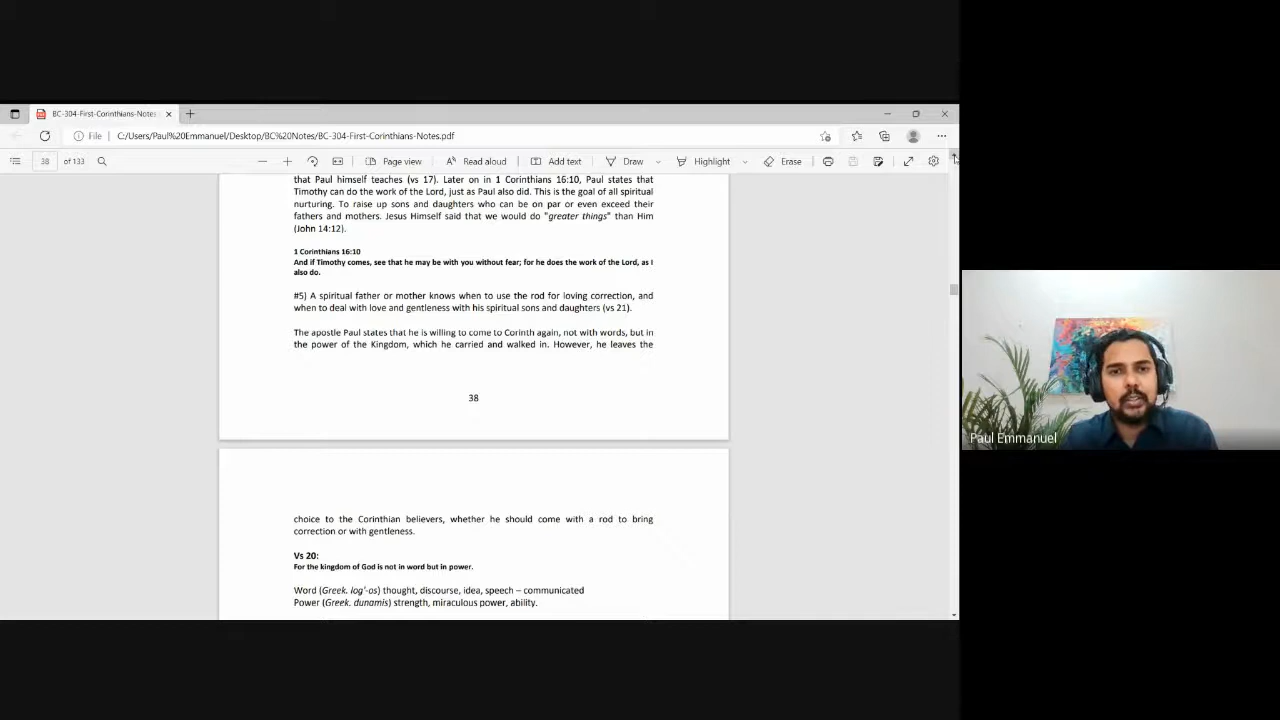 BC-304-First-Corinthians-Notes
File
C:/Users/Paul%20Emmanuel/Desktop/BC%20Notes/BC-304-First-Corinthians-Notes.pdf
38 of 133
Page view
Read aloud
Add text
Draw
Highlight
Erase
that Paul himself teaches (vs 17). Later on in 1 Corinthians 16:10, Paul states that
Timothy can do the work of the Lord, just as Paul also did. This is the goal of all spiritual
nurturing. To raise up sons and daughters who can be on par or even exceed their
fathers and mothers. Jesus Himself said that we would do "greater things" than Him
(John 14:12).
1 Corinthians 16:10
And if Timothy comes, see that he may be with you without fear; for he does the work of the Lord, as I
also do.
#5) A spiritual father or mother knows when to use the rod for loving correction, and
when to deal with love and gentleness with his spiritual sons and daughters (vs 21).
The apostle Paul states that he is willing to come to Corinth again, not with words, but in
the power of the Kingdom, which he carried and walked in. However, he leaves the
38
choice to the Corinthian believers, whether he should come with a rod to bring
correction or with gentleness.
Vs 20:
For the kingdom of God is not in word but in power.
Word (Greek. log'-os) thought, discourse, idea, speech – communicated
Power (Greek. dunamis) strength, miraculous power, ability.
Paul Emmanuel